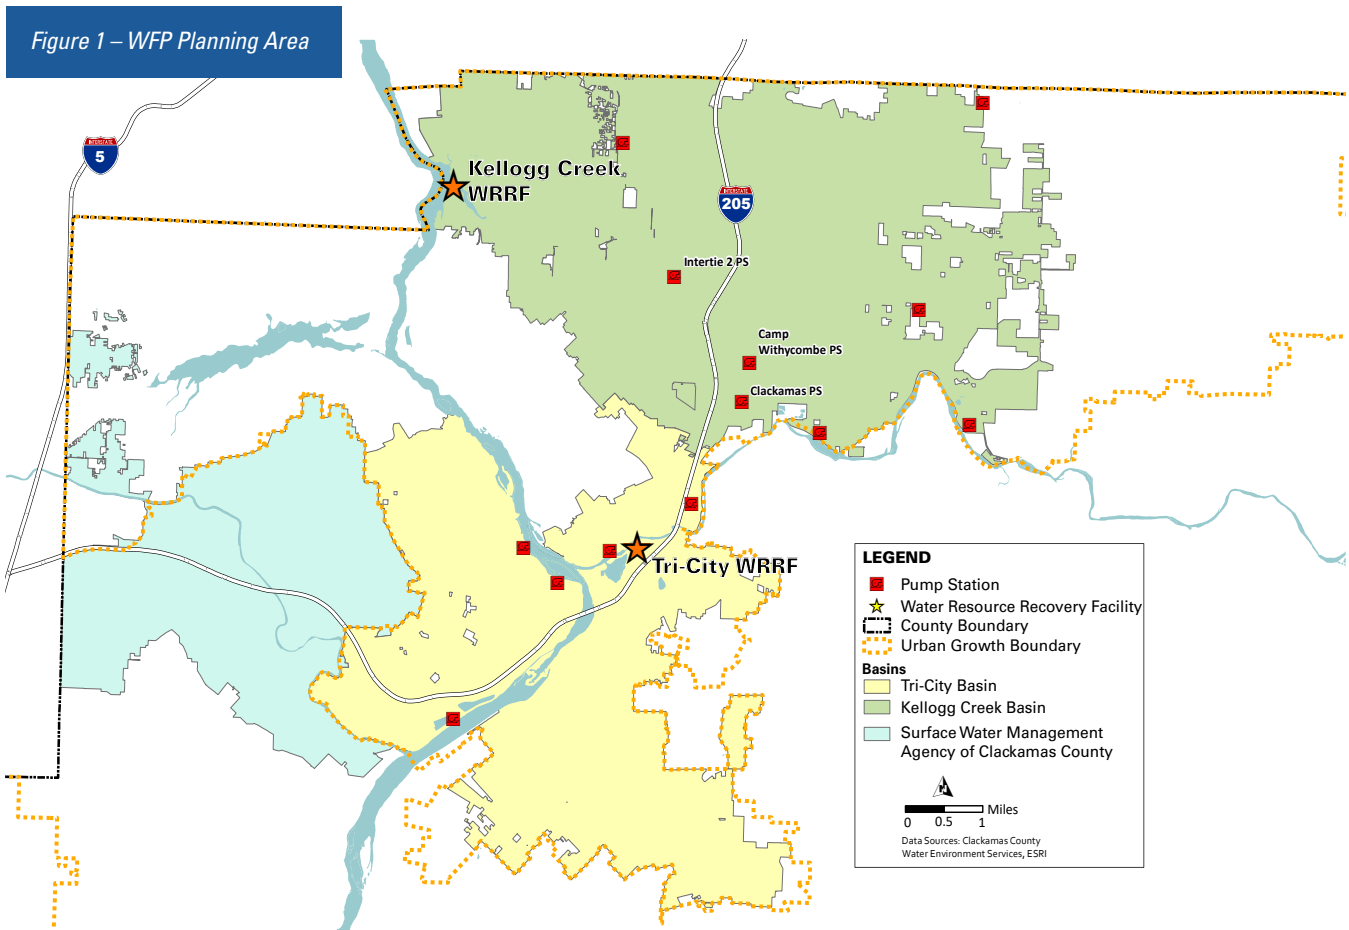 Figure 1 – WFP Planning Area
INTERSTATE
5
Kellogg Creek
WRRF
INTERSTATE
205
Intertie 2 PS
Camp
Withycombe PS
Clackamas PS
Tri-City WRRF
LEGEND
Pump Station
Water Resource Recovery Facility
County Boundary
Urban Growth Boundary
Basins
Tri-City Basin
Kellogg Creek Basin
Surface Water Management
Agency of Clackamas County
Miles
0 0.5 1
Data Sources: Clackamas County
Water Environment Services, ESRI